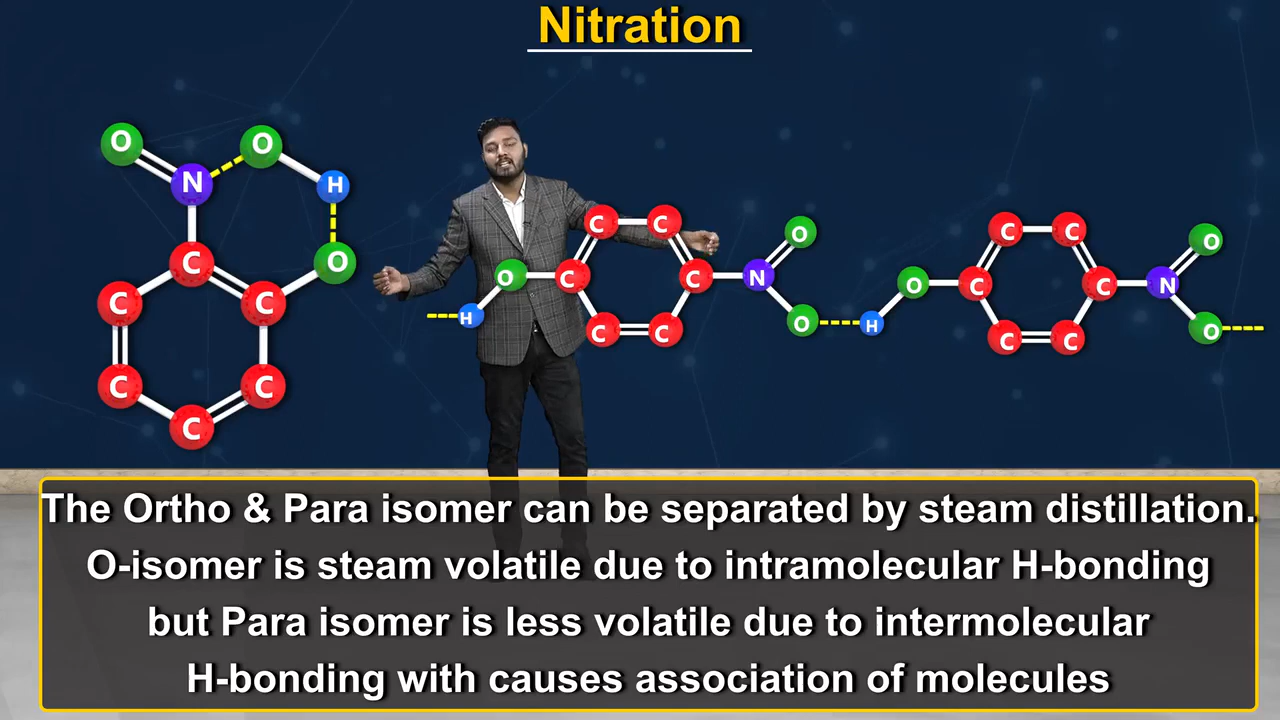 Nitration
O O
N H
C O
C C
C C
C
C C
O C C N O
H C C O
C C
H O C C N O
C C O
The Ortho & Para isomer can be separated by steam distillation.
O-isomer is steam volatile due to intramolecular H-bonding
but Para isomer is less volatile due to intermolecular
H-bonding with causes association of molecules